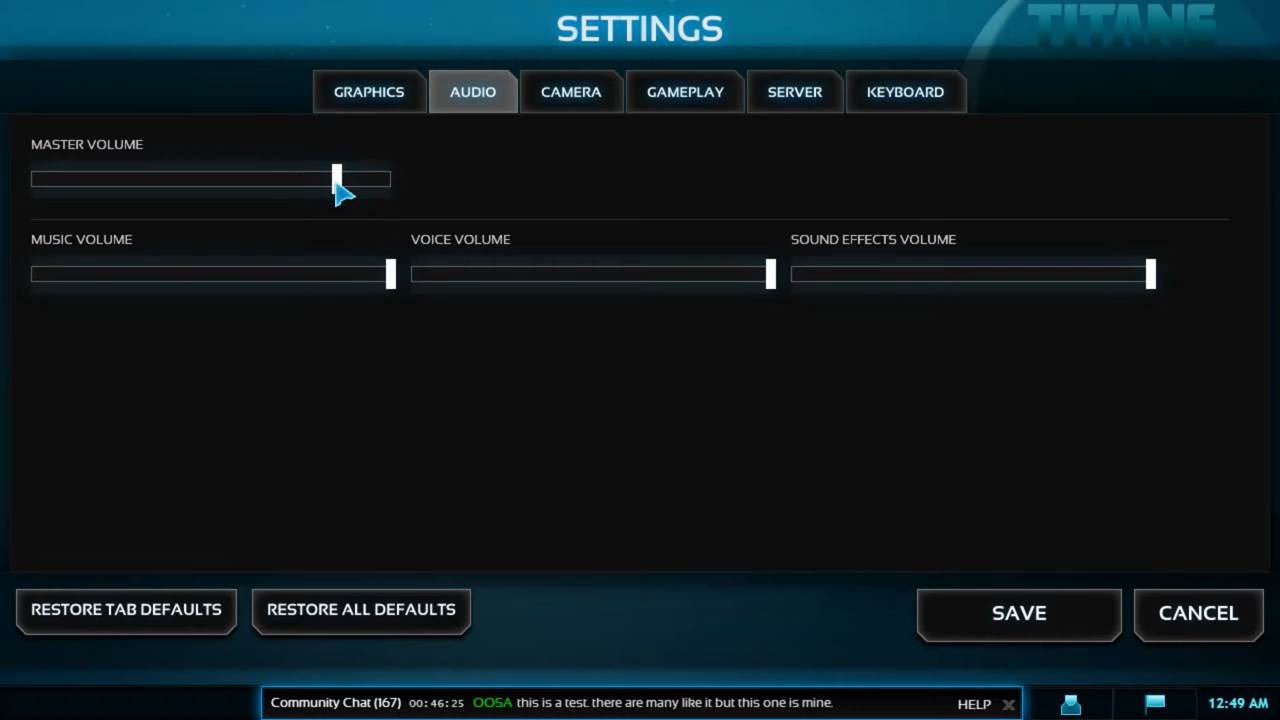 SETTINGS
TITANS
GRAPHICS
AUDIO
CAMERA
GAMEPLAY
SERVER
KEYBOARD
MASTER VOLUME
MUSIC VOLUME
VOICE VOLUME
SOUND EFFECTS VOLUME
RESTORE TAB DEFAULTS
RESTORE ALL DEFAULTS
SAVE
CANCEL
Community Chat (167) 00:46:25 OOSA this is a test. there are many like it but this one is mine.
HELP
12:49 AM